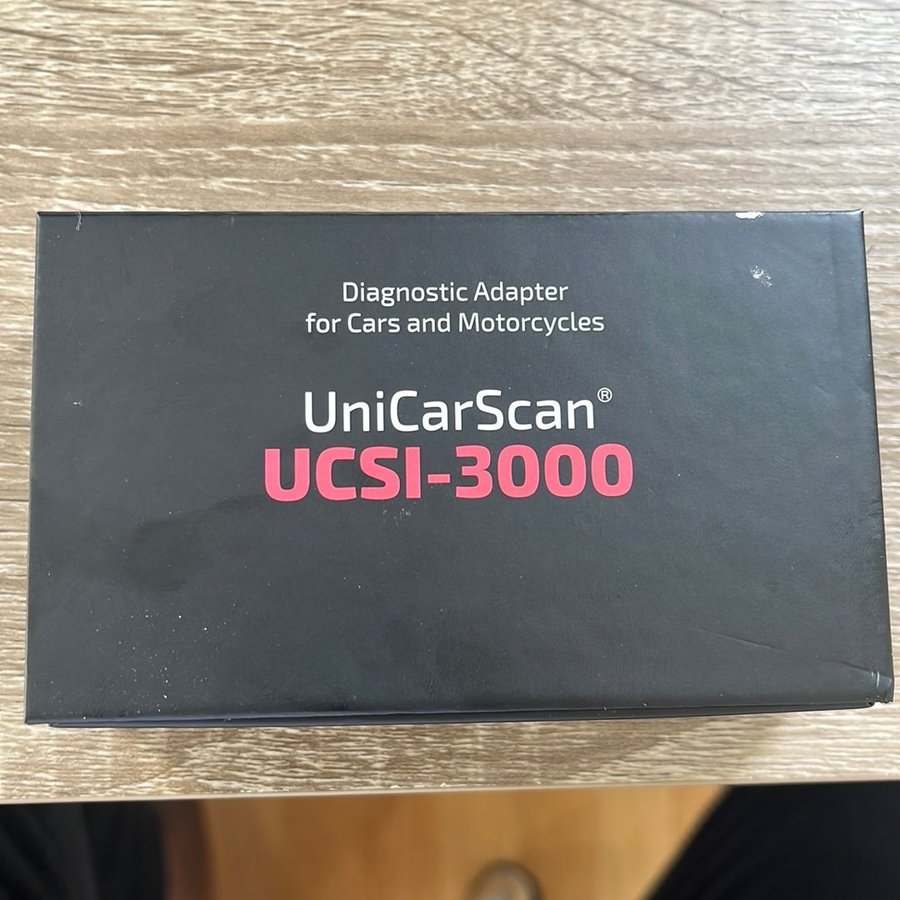 Diagnostic Adapter
for Cars and Motorcycles
UniCarScan®
UCSI-3000